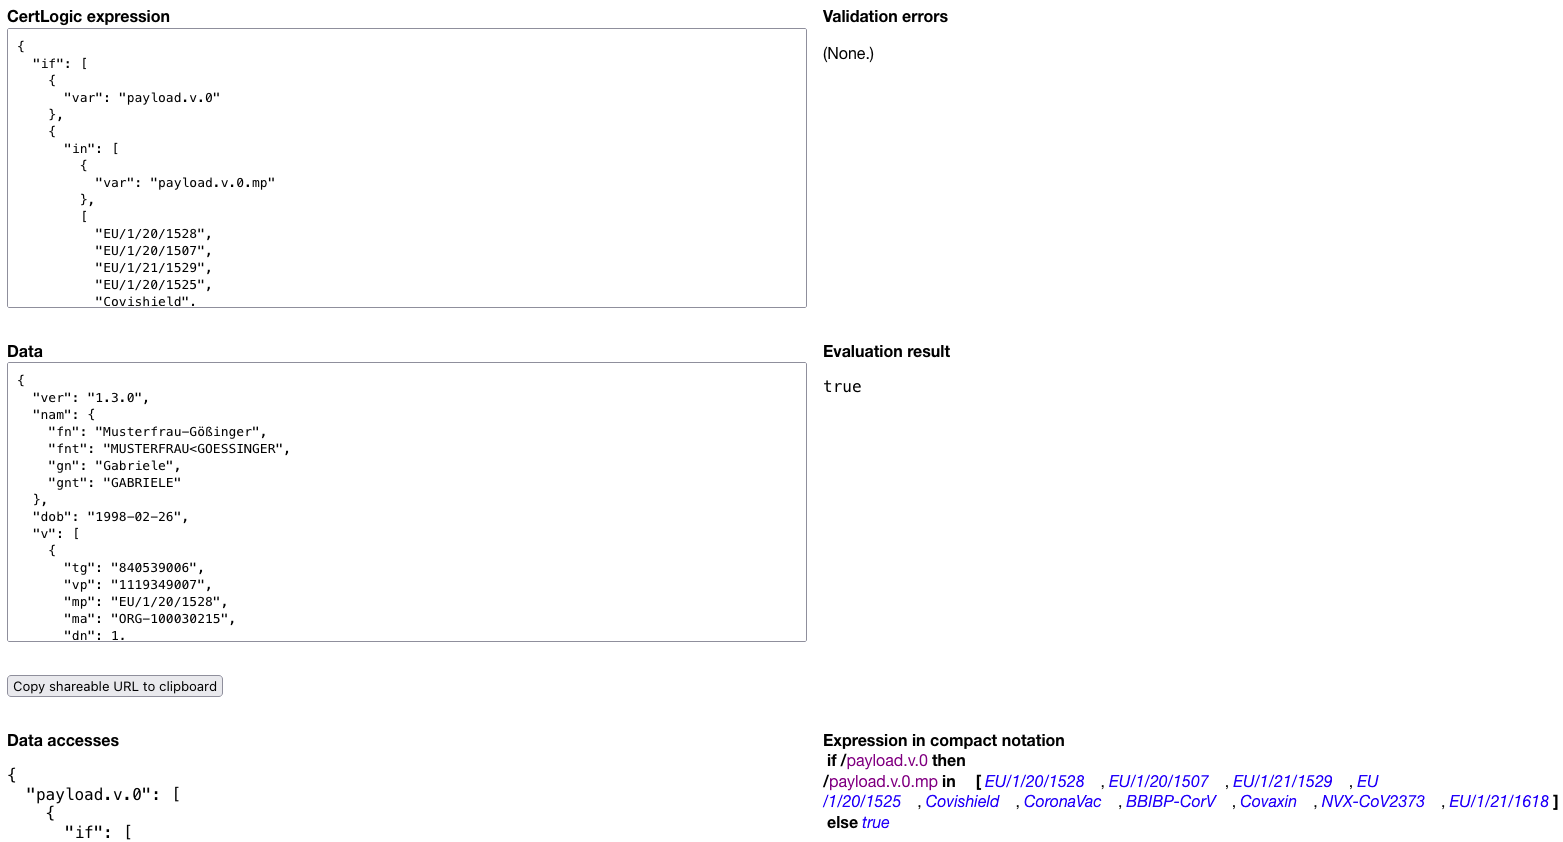 CertLogic expression
{
  "if": [
    {
      "var": "payload.v.0"
    },
    {
      "in": [
        {
          "var": "payload.v.0.mp"
        },
        [
          "EU/1/20/1528",
          "EU/1/20/1507",
          "EU/1/21/1529",
          "EU/1/20/1525",
          "Covishield",
Validation errors
(None.)
Data
{
  "ver": "1.3.0",
  "nam": {
    "fn": "Musterfrau-Gößinger",
    "fnt": "MUSTERFRAU<GOESSINGER",
    "gn": "Gabriele",
    "gnt": "GABRIELE"
  },
  "dob": "1998-02-26",
  "v": [
    {
      "tg": "840539006",
      "vp": "1119349007",
      "mp": "EU/1/20/1528",
      "ma": "ORG-100030215",
      "dn": 1,
Evaluation result
true
Copy shareable URL to clipboard
Data accesses
{
  "payload.v.0": [
    {
      "if": [
Expression in compact notation
if /payload.v.0 then
/payload.v.0.mp in [ EU/1/20/1528 , EU/1/20/1507 , EU/1/21/1529 , EU
/1/20/1525 , Covishield , CoronaVac , BBIBP-CorV , Covaxin , NVX-CoV2373 , EU/1/21/1618 ]
else true